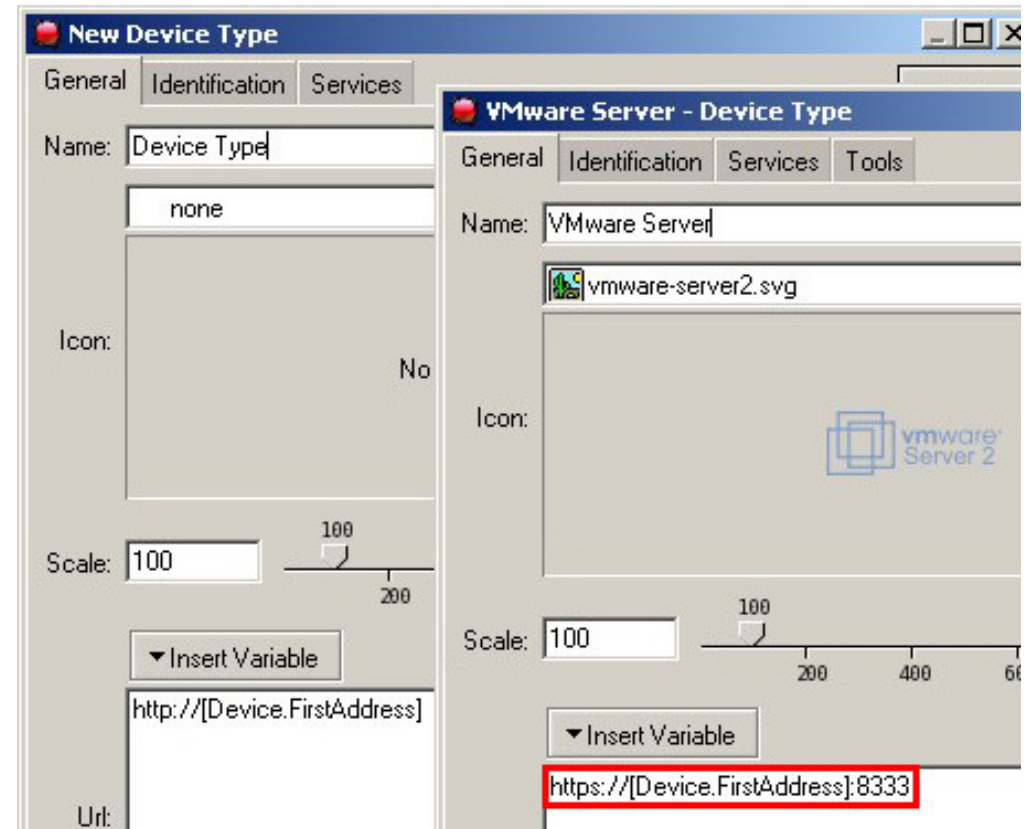 New Device Type
General Identification Services
Name: Device Type
none
Icon:
No
Scale: 100
100
200
Insert Variable
http://[Device.FirstAddress]
Url:
VMware Server - Device Type
General Identification Services Tools
Name: VMware Server
vmware-server2.svg
Icon:
vmware
Server 2
Scale: 100
100
200 400
Insert Variable
https://[Device.FirstAddress]:8333